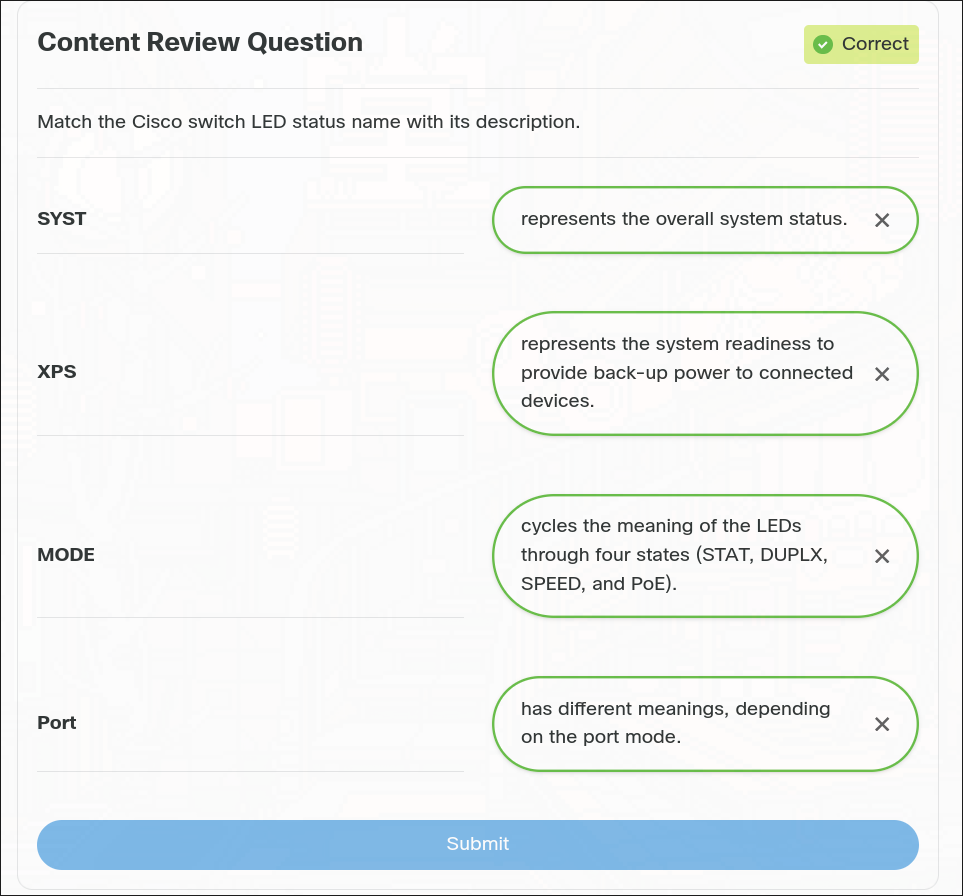 Content Review Question
Correct
Match the Cisco switch LED status name with its description.
SYST
represents the overall system status.
XPS
represents the system readiness to
provide back-up power to connected
devices.
MODE
cycles the meaning of the LEDs
through four states (STAT, DUPLX,
SPEED, and PoE).
Port
has different meanings, depending
on the port mode.
Submit